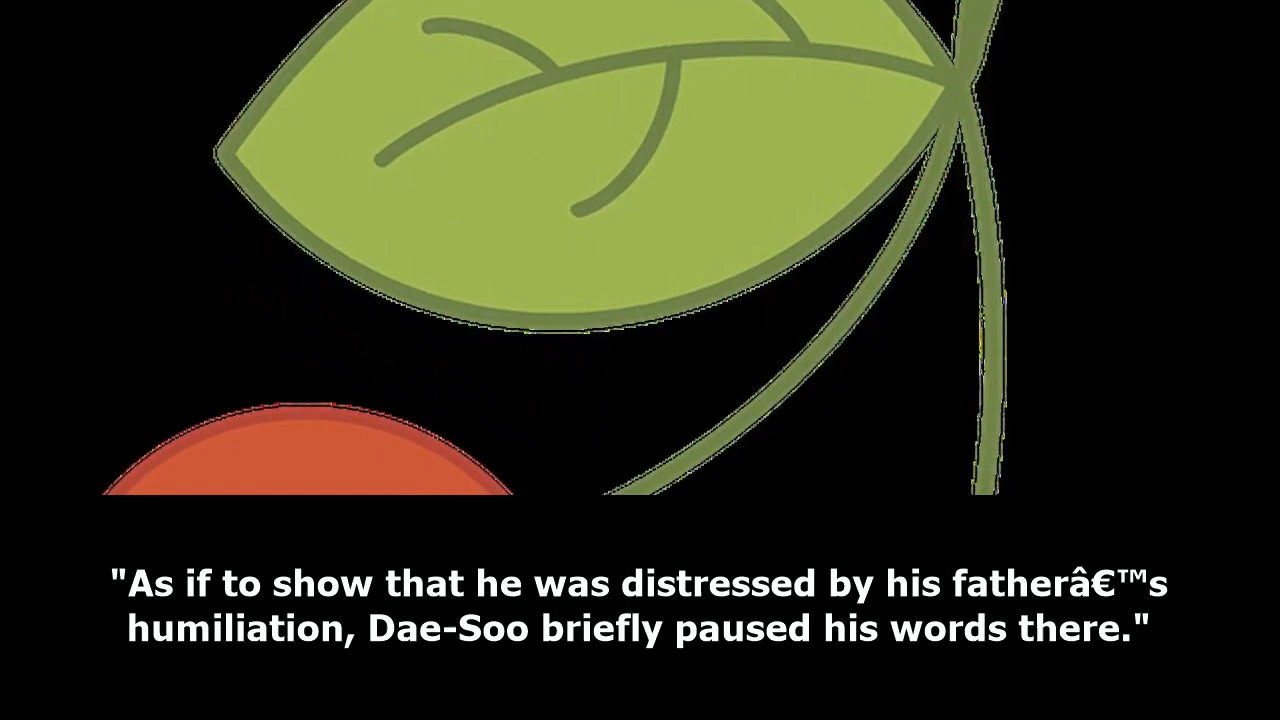 "As if to show that he was distressed by his fatherâ€™s
humiliation, Dae-Soo briefly paused his words there."